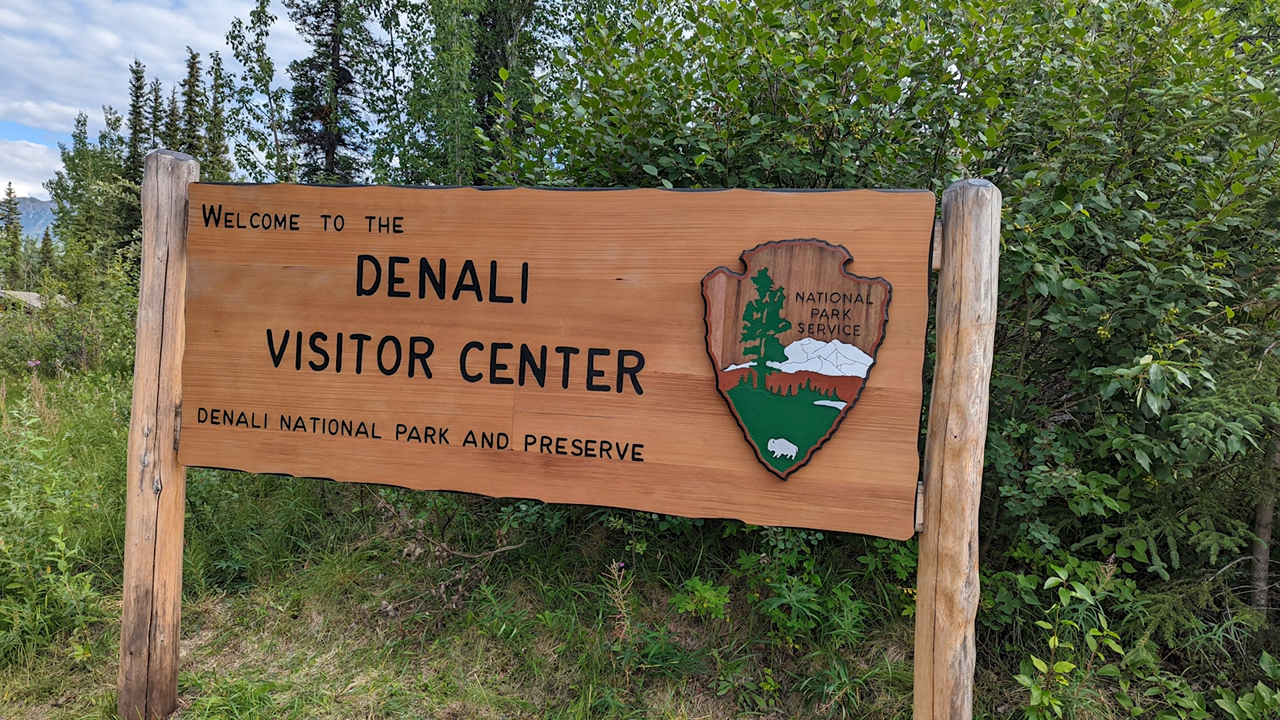 WELCOME TO THE
DENALI
VISITOR CENTER
DENALI NATIONAL PARK AND PRESERVE
NATIONAL
PARK
SERVICE